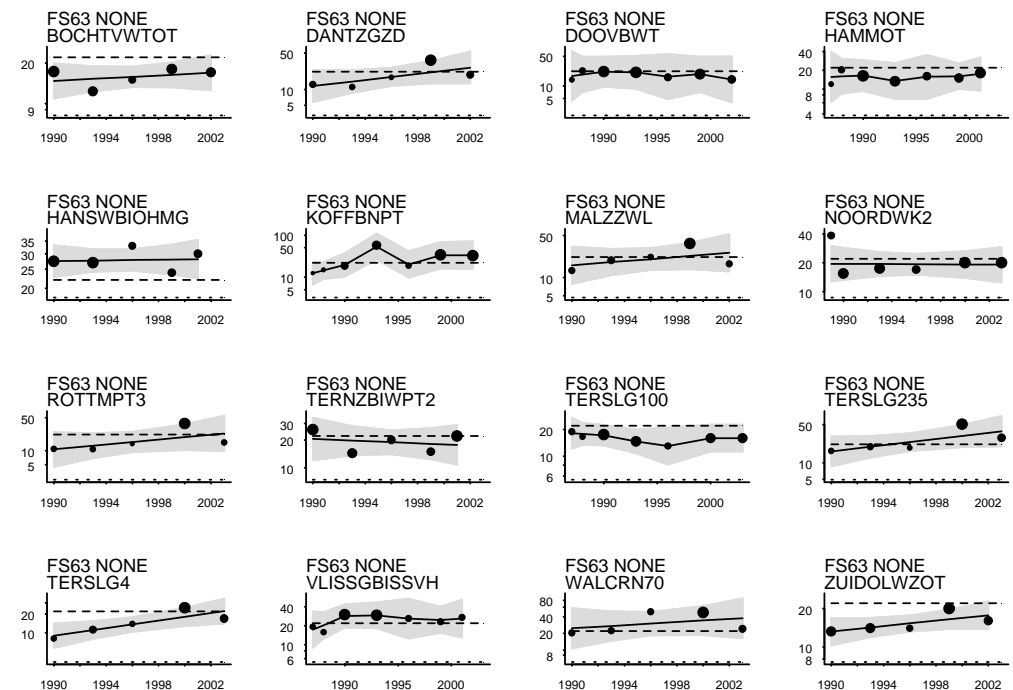 FS63 NONE
BOCHTVWTOT
20
9
1990 1994 1998 2002
FS63 NONE
DANTZGZD
50
10
5
1990 1994 1998 2002
FS63 NONE
DOOVBWT
50
10
5
1990 1995 2000
FS63 NONE
HAMMOT
40
20
8
4
1990 1995 2000
FS63 NONE
HANSWBIOHMG
35
30
25
20
1990 1994 1998 2002
FS63 NONE
KOFFBNPT
100
50
10
5
1990 1995 2000
FS63 NONE
MALZZWL
50
10
5
1990 1994 1998 2002
FS63 NONE
NOORDWK2
40
20
10
1990 1994 1998 2002
FS63 NONE
ROTTMPT3
50
10
5
1990 1994 1998 2002
FS63 NONE
TERNZBIWPT2
30
20
10
1990 1994 1998 2002
FS63 NONE
TERSLG100
20
10
6
1990 1995 2000
FS63 NONE
TERSLG235
50
10
5
1990 1994 1998 2002
FS63 NONE
TERSLG4
20
10
1990 1994 1998 2002
FS63 NONE
VLISSGBISSVH
40
20
10
6
1990 1995 2000
FS63 NONE
WALCRN70
80
40
20
8
1990 1994 1998 2002
FS63 NONE
ZUIDOLWZOT
20
10
8
1990 1994 1998 2002